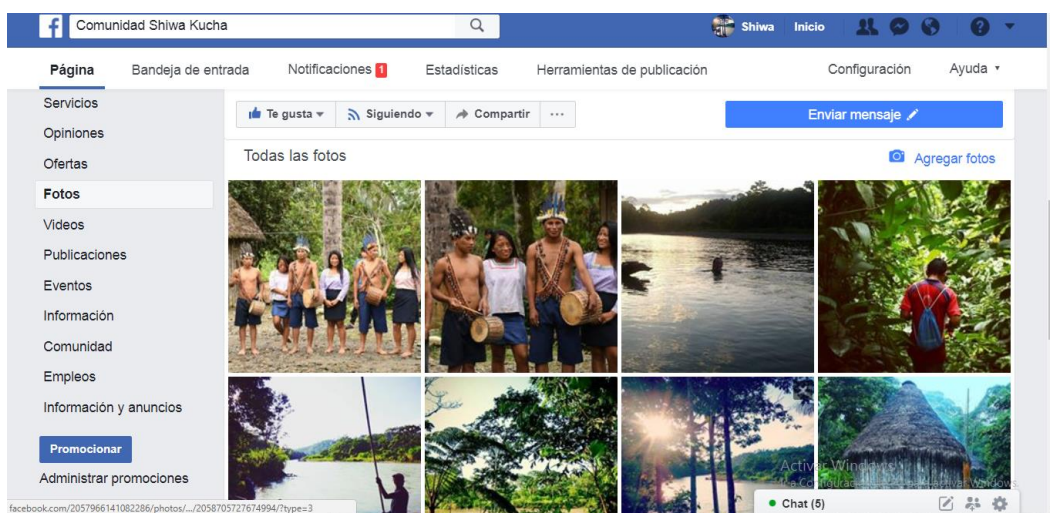 f Comunidad Shiwa Kucha
Shiwa Inicio
Página Bandeja de entrada Notificaciones 1 Estadísticas Herramientas de publicación Configuración Ayuda
Servicios
Opiniones
Ofertas
Fotos
Videos
Publicaciones
Eventos
Información
Comunidad
Empleos
Información y anuncios
Promocionar
Administrar promociones
Te gusta Siguiendo Compartir ...
Enviar mensaje
Todas las fotos
Agregar fotos
Activar Windows
Chat (5)
facebook.com/2057966141082286/photos/.../2058705727674994/?type=3